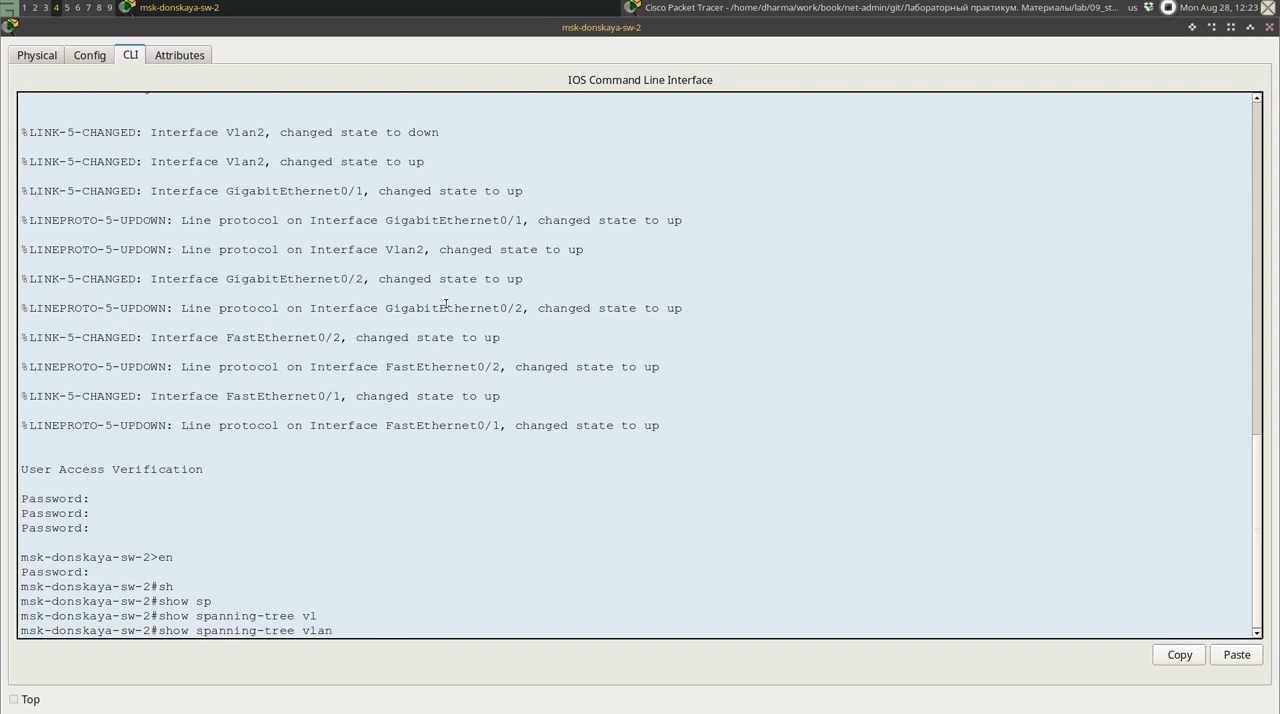 1 2 3 4 5 6 7 8 9 msk-donskaya-sw-2 Cisco Packet Tracer - /home/dharma/work/book/net-admin/git/Лабораторный практикум. Материалы/lab/09_st... us Mon Aug 28, 12:23
msk-donskaya-sw-2
Physical Config CLI Attributes
IOS Command Line Interface
%LINK-5-CHANGED: Interface Vlan2, changed state to down
%LINK-5-CHANGED: Interface Vlan2, changed state to up
%LINK-5-CHANGED: Interface GigabitEthernet0/1, changed state to up
%LINEPROTO-5-UPDOWN: Line protocol on Interface GigabitEthernet0/1, changed state to up
%LINEPROTO-5-UPDOWN: Line protocol on Interface Vlan2, changed state to up
%LINK-5-CHANGED: Interface GigabitEthernet0/2, changed state to up
%LINEPROTO-5-UPDOWN: Line protocol on Interface GigabitEthernet0/2, changed state to up
%LINK-5-CHANGED: Interface FastEthernet0/2, changed state to up
%LINEPROTO-5-UPDOWN: Line protocol on Interface FastEthernet0/2, changed state to up
%LINK-5-CHANGED: Interface FastEthernet0/1, changed state to up
%LINEPROTO-5-UPDOWN: Line protocol on Interface FastEthernet0/1, changed state to up
User Access Verification
Password:
Password:
Password:
msk-donskaya-sw-2>en
Password:
msk-donskaya-sw-2#sh
msk-donskaya-sw-2#show sp
msk-donskaya-sw-2#show spanning-tree vl
msk-donskaya-sw-2#show spanning-tree vlan
Copy Paste
Top